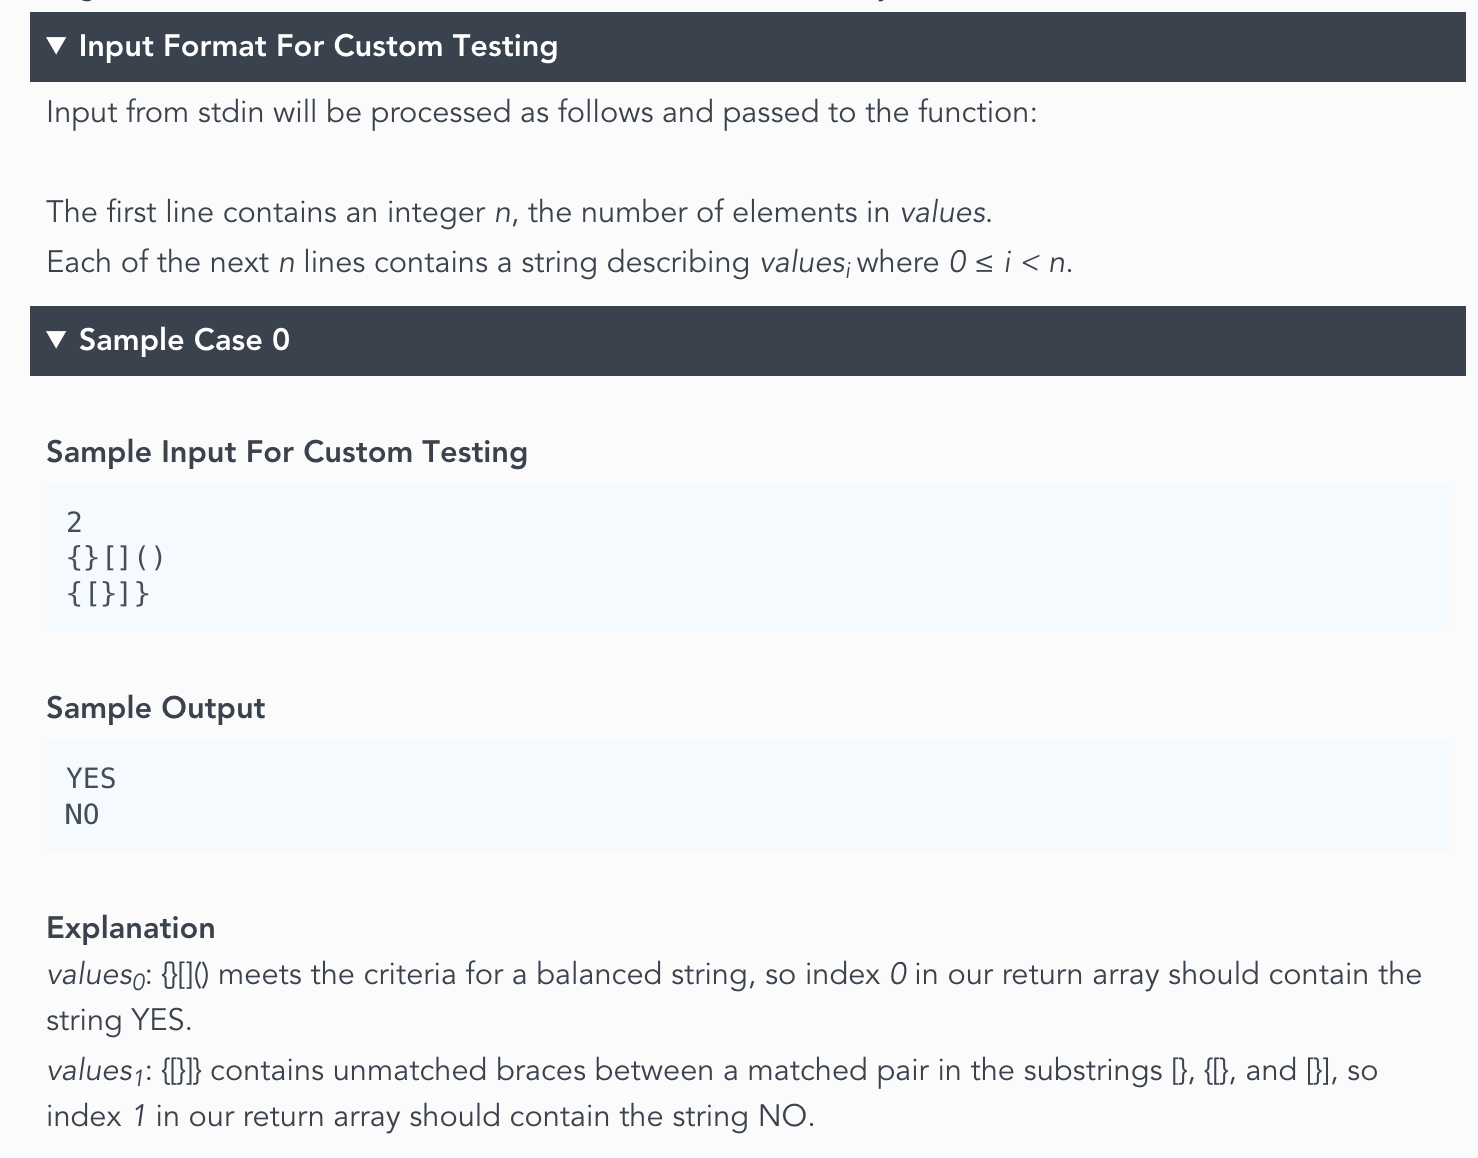 ▼ Input Format For Custom Testing
Input from stdin will be processed as follows and passed to the function:
The first line contains an integer n, the number of elements in values.
Each of the next n lines contains a string describing valuesᵢ where 0 ≤ i < n.
▼ Sample Case 0
Sample Input For Custom Testing
2
{}[]()
{[}]}
Sample Output
YES
NO
Explanation
values₀: {}[]() meets the criteria for a balanced string, so index 0 in our return array should contain the
string YES.
values₁: {[}]} contains unmatched braces between a matched pair in the substrings [}, {[}, and [}], so
index 1 in our return array should contain the string NO.